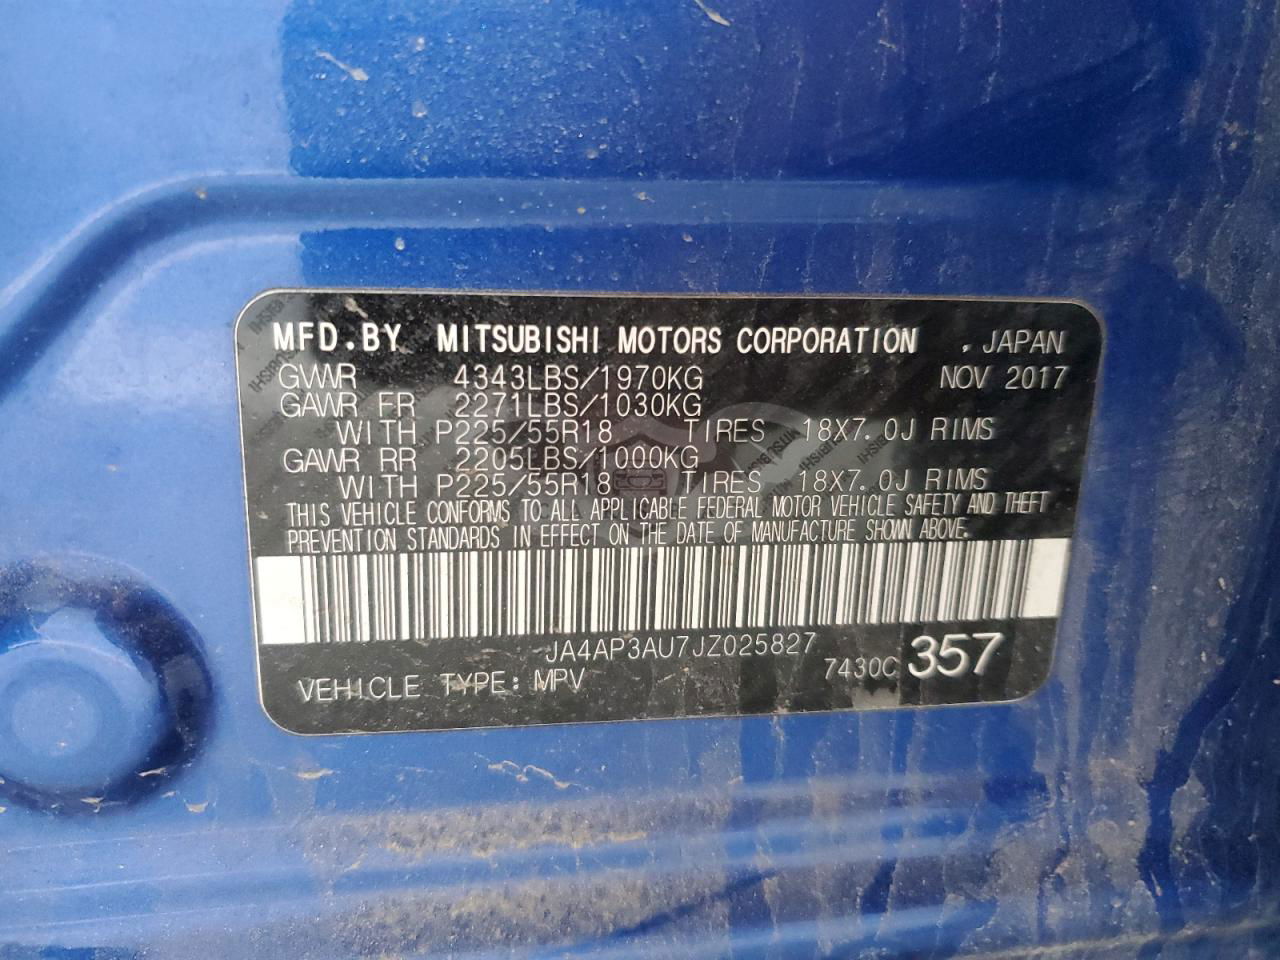 MFD.BY MITSUBISHI MOTORS CORPORATION , JAPAN
GVWR 4343LBS/1970KG NOV 2017
GAWR FR 2271LBS/1030KG
WITH P225/55R18 TIRES 18X7.0J RIMS
GAWR RR 2205LBS/1000KG
WITH P225/55R18 TIRES 18X7.0J RIMS
THIS VEHICLE CONFORMS TO ALL APPLICABLE FEDERAL MOTOR VEHICLE SAFETY AND THEFT
PREVENTION STANDARDS IN EFFECT ON THE DATE OF MANUFACTURE SHOWN ABOVE.
JA4AP3AU7JZ025827
VEHICLE TYPE: MPV 7430C 357